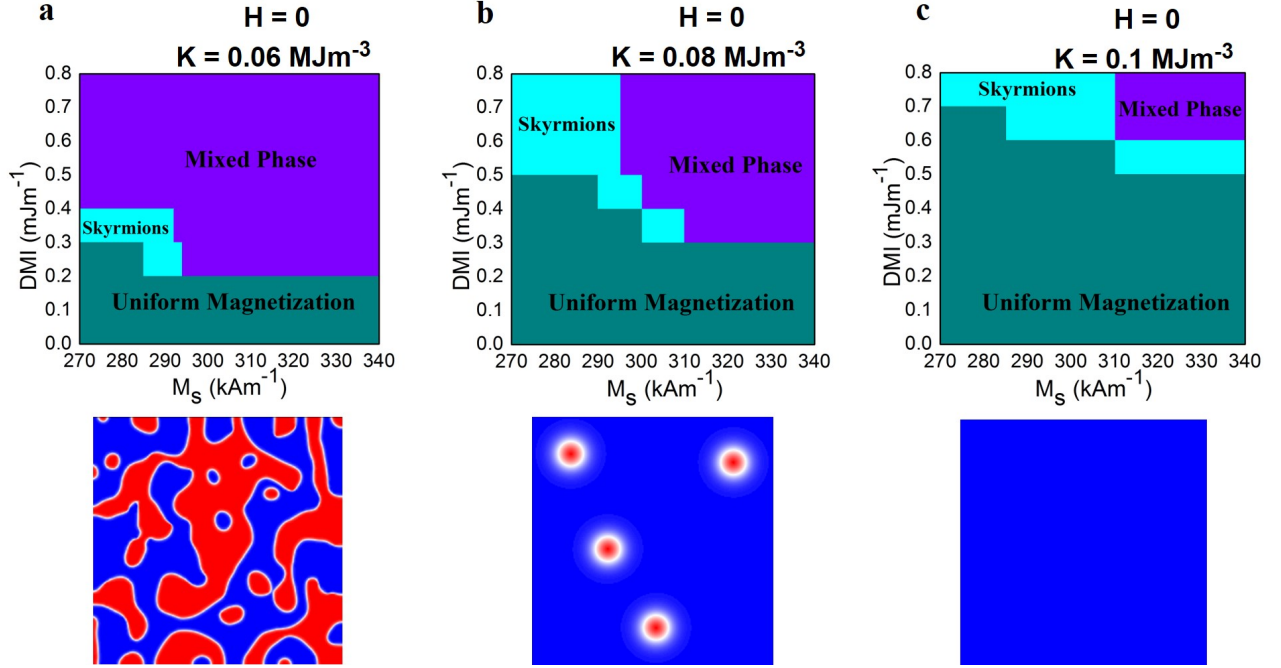 a
H = 0
K = 0.06 MJm-3
0.8
0.7
0.6
0.5
0.4
0.3
0.2
0.1
0.0
DMI (mJm-1)
Mixed Phase
Skyrmions
Uniform Magnetization
270 280 290 300 310 320 330 340
Ms (kAm-1)
b
H = 0
K = 0.08 MJm-3
0.8
0.7
0.6
0.5
0.4
0.3
0.2
0.1
0.0
DMI (mJm-1)
Skyrmions
Mixed Phase
Uniform Magnetization
270 280 290 300 310 320 330 340
Ms (kAm-1)
c
H = 0
K = 0.1 MJm-3
0.8
0.7
0.6
0.5
0.4
0.3
0.2
0.1
0.0
DMI (mJm-1)
Skyrmions
Mixed Phase
Uniform Magnetization
270 280 290 300 310 320 330 340
Ms (kAm-1)